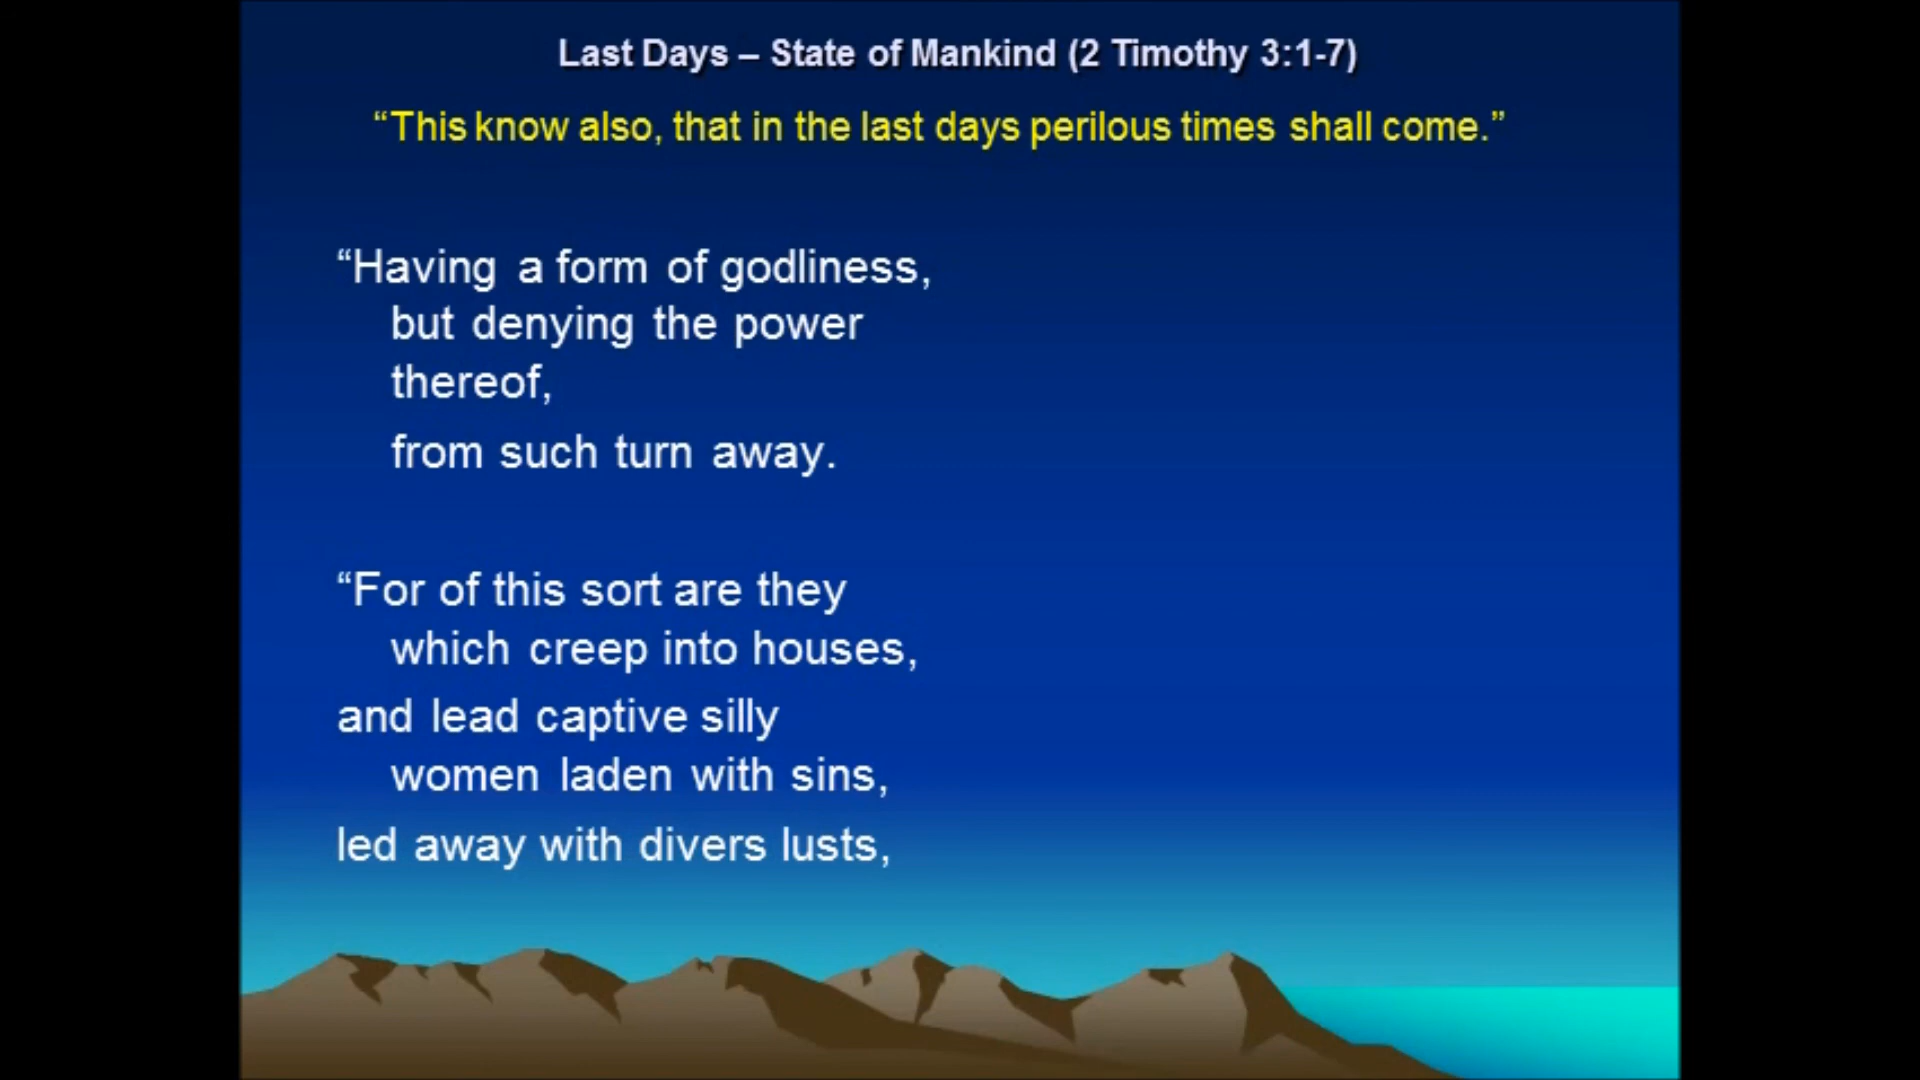 Last Days – State of Mankind (2 Timothy 3:1-7)
“This know also, that in the last days perilous times shall come.”
“Having a form of godliness,
but denying the power
thereof,
from such turn away.
“For of this sort are they
which creep into houses,
and lead captive silly
women laden with sins,
led away with divers lusts,